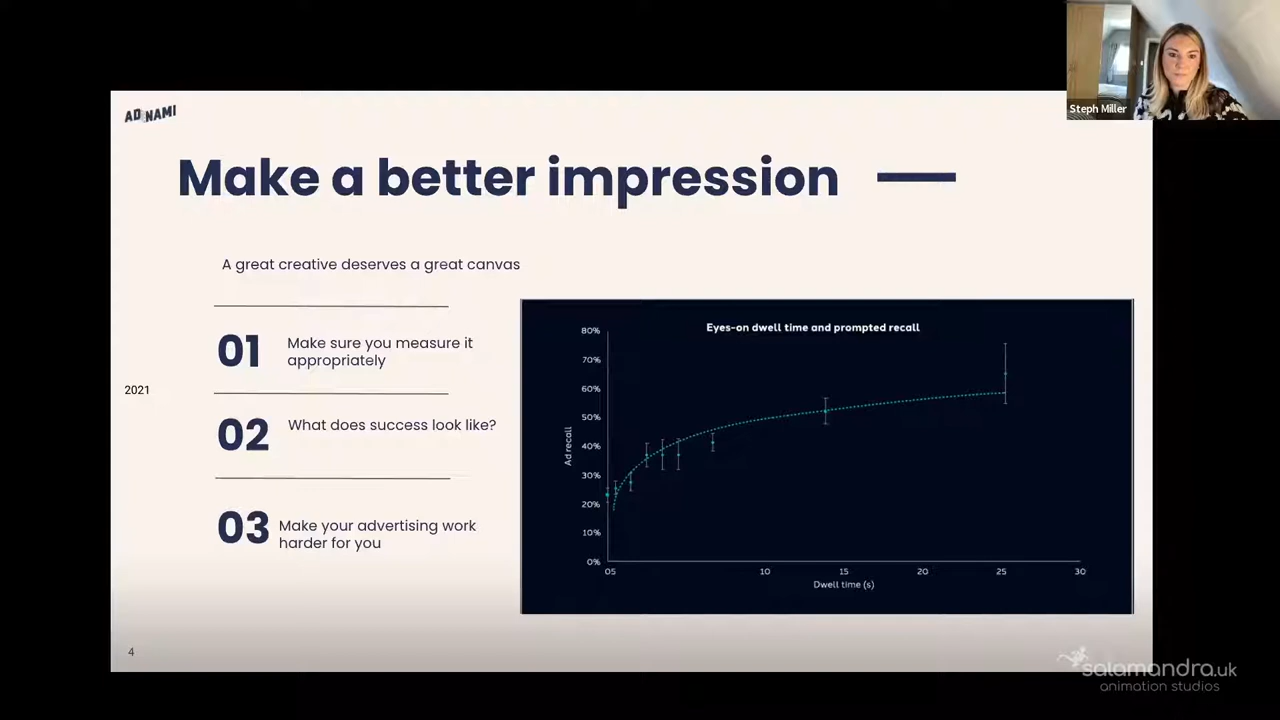 Steph Miller
AD NAMI
Make a better impression
A great creative deserves a great canvas
01
Make sure you measure it
appropriately
2021
02
What does success look like?
03
Make your advertising work
harder for you
4
Eyes-on dwell time and prompted recall
80%
70%
60%
50%
40%
30%
20%
10%
0%
Ad recall
05
10
15
20
25
30
Dwell time (s)
salamandra.uk
animation studios